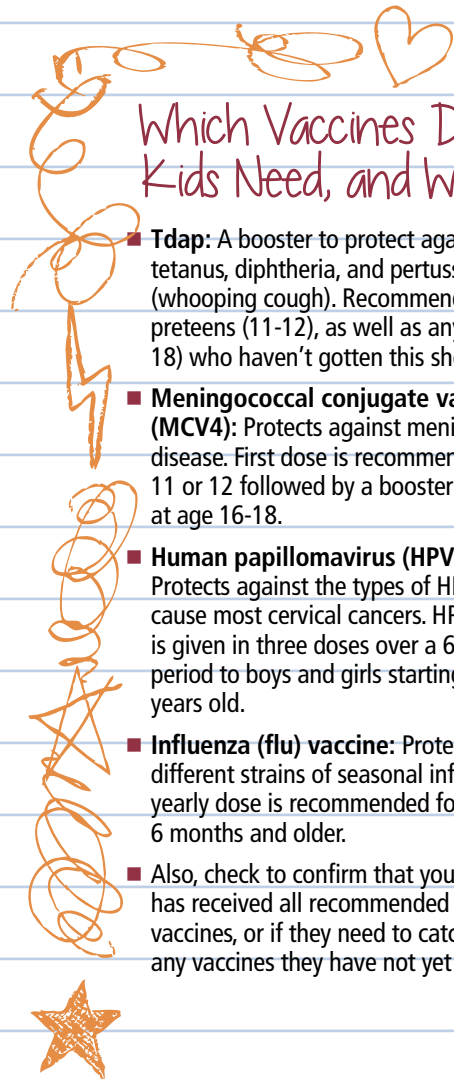 Which Vaccines D
Kids Need, and W
■ Tdap: A booster to protect aga
tetanus, diphtheria, and pertuss
(whooping cough). Recommend
preteens (11-12), as well as any
18) who haven't gotten this sho
■ Meningococcal conjugate va
(MCV4): Protects against meni
disease. First dose is recommen
11 or 12 followed by a booster
at age 16-18.
■ Human papillomavirus (HPV
Protects against the types of H
cause most cervical cancers. HP
is given in three doses over a 6
period to boys and girls starting
years old.
■ Influenza (flu) vaccine: Prote
different strains of seasonal inf
yearly dose is recommended fo
6 months and older.
■ Also, check to confirm that you
has received all recommended
vaccines, or if they need to catc
any vaccines they have not yet